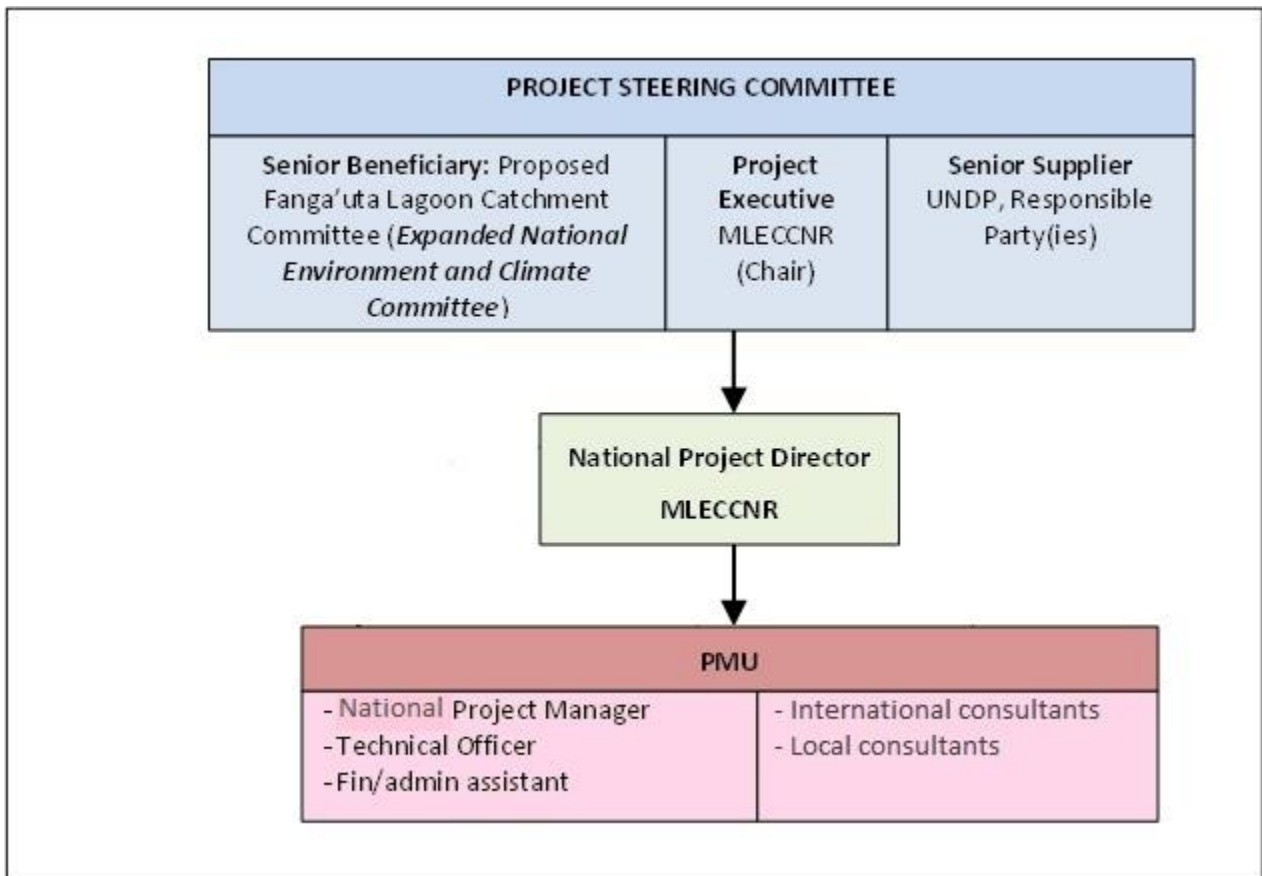 PROJECT STEERING COMMITTEE
Senior Beneficiary: Proposed
Fanga’uta Lagoon Catchment
Committee (Expanded National
Environment and Climate
Committee)
Project
Executive
MLECCNR
(Chair)
Senior Supplier
UNDP, Responsible
Party(ies)
National Project Director
MLECCNR
PMU
- National Project Manager
- Technical Officer
- Fin/admin assistant
- International consultants
- Local consultants